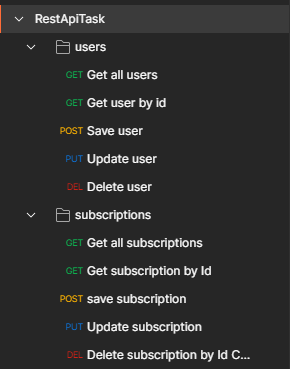 RestApiTask
users
GET Get all users
GET Get user by id
POST Save user
PUT Update user
DEL Delete user
subscriptions
GET Get all subscriptions
GET Get subscription by Id
POST save subscription
PUT Update subscription
DEL Delete subscription by Id C...